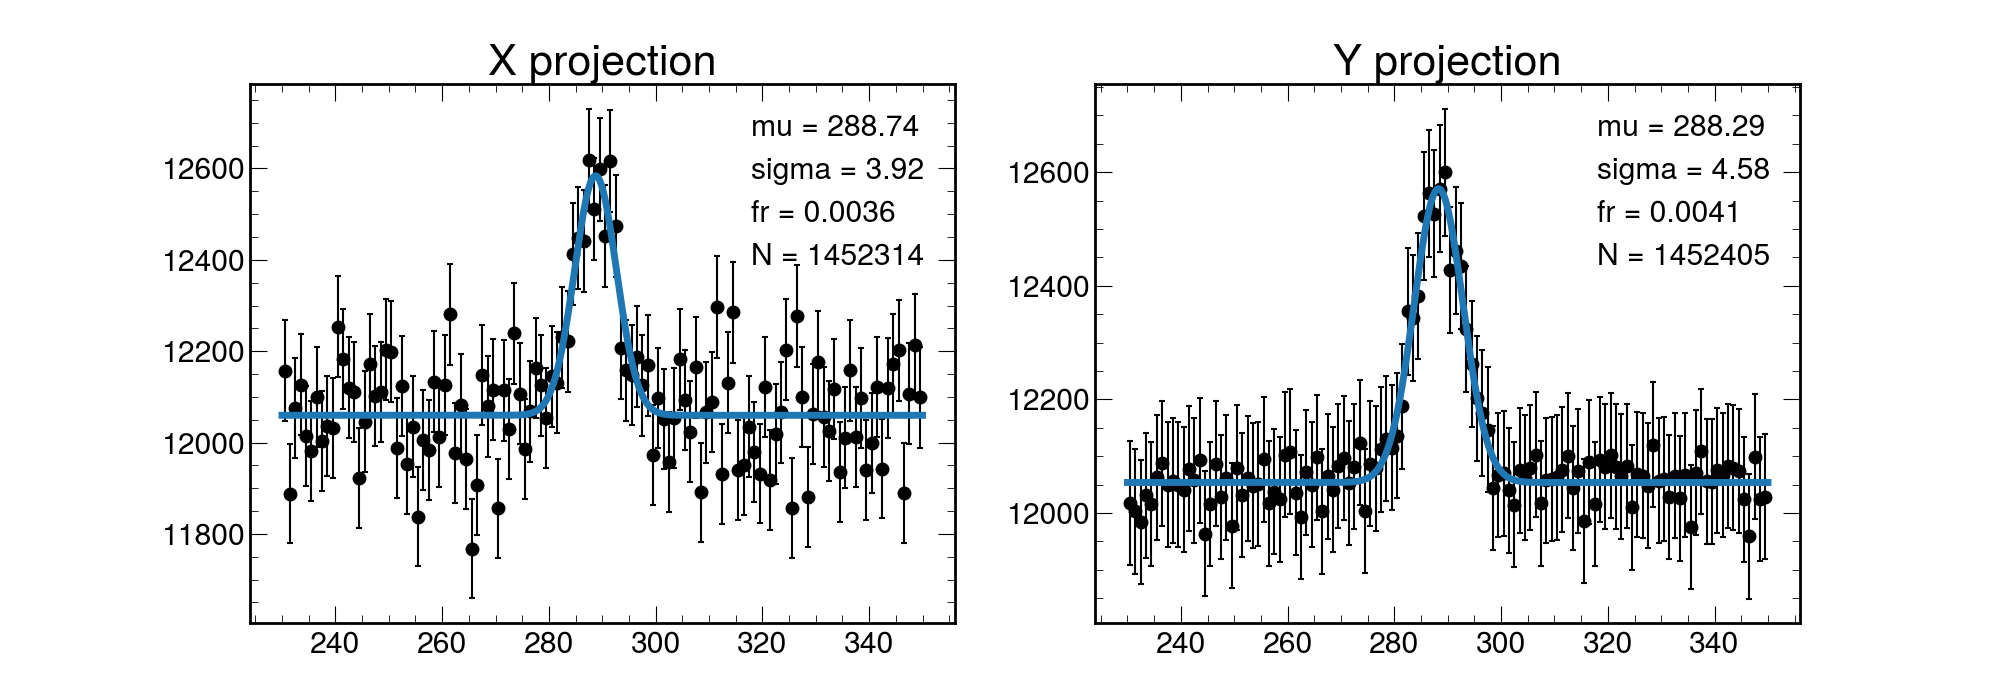 X projection
mu = 288.74
sigma = 3.92
fr = 0.0036
N = 1452314
12600
12400
12200
12000
11800
240 260 280 300 320 340
Y projection
mu = 288.29
sigma = 4.58
fr = 0.0041
N = 1452405
12600
12400
12200
12000
240 260 280 300 320 340